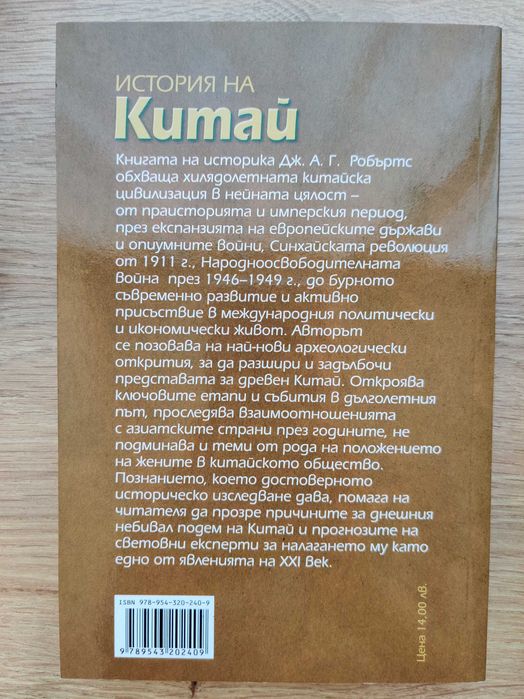 ИСТОРИЯ НА
Китай
Книгата на историка Дж. А. Г. Робъртс
обхваща хилядолетната китайска
цивилизация в нейната цялост –
от праисторията и имперския период,
през експанзията на европейските държави
и опиумните войни, Синхайската революция
от 1911 г., Народноосвободителната
война през 1946–1949 г., до бурното
съвременно развитие и активно
присъствие в международния политически
и икономически живот. Авторът
се позовава на най-нови археологически
открития, за да разшири и задълбочи
представата за древен Китай. Откроява
ключовите етапи и събития в дълголетния
път, проследява взаимоотношенията
с азиатските страни през годините, не
подминава и теми от рода на положението
на жените в китайското общество.
Познанието, което достоверното
историческо изследване дава, помага на
читателя да прозре причините за днешния
небивал подем на Китай и прогнозите на
световни експерти за налагането му като
едно от явленията на XXI век.
ISBN 978-954-320-240-9
9789543202409
Цена 14,00 лв.